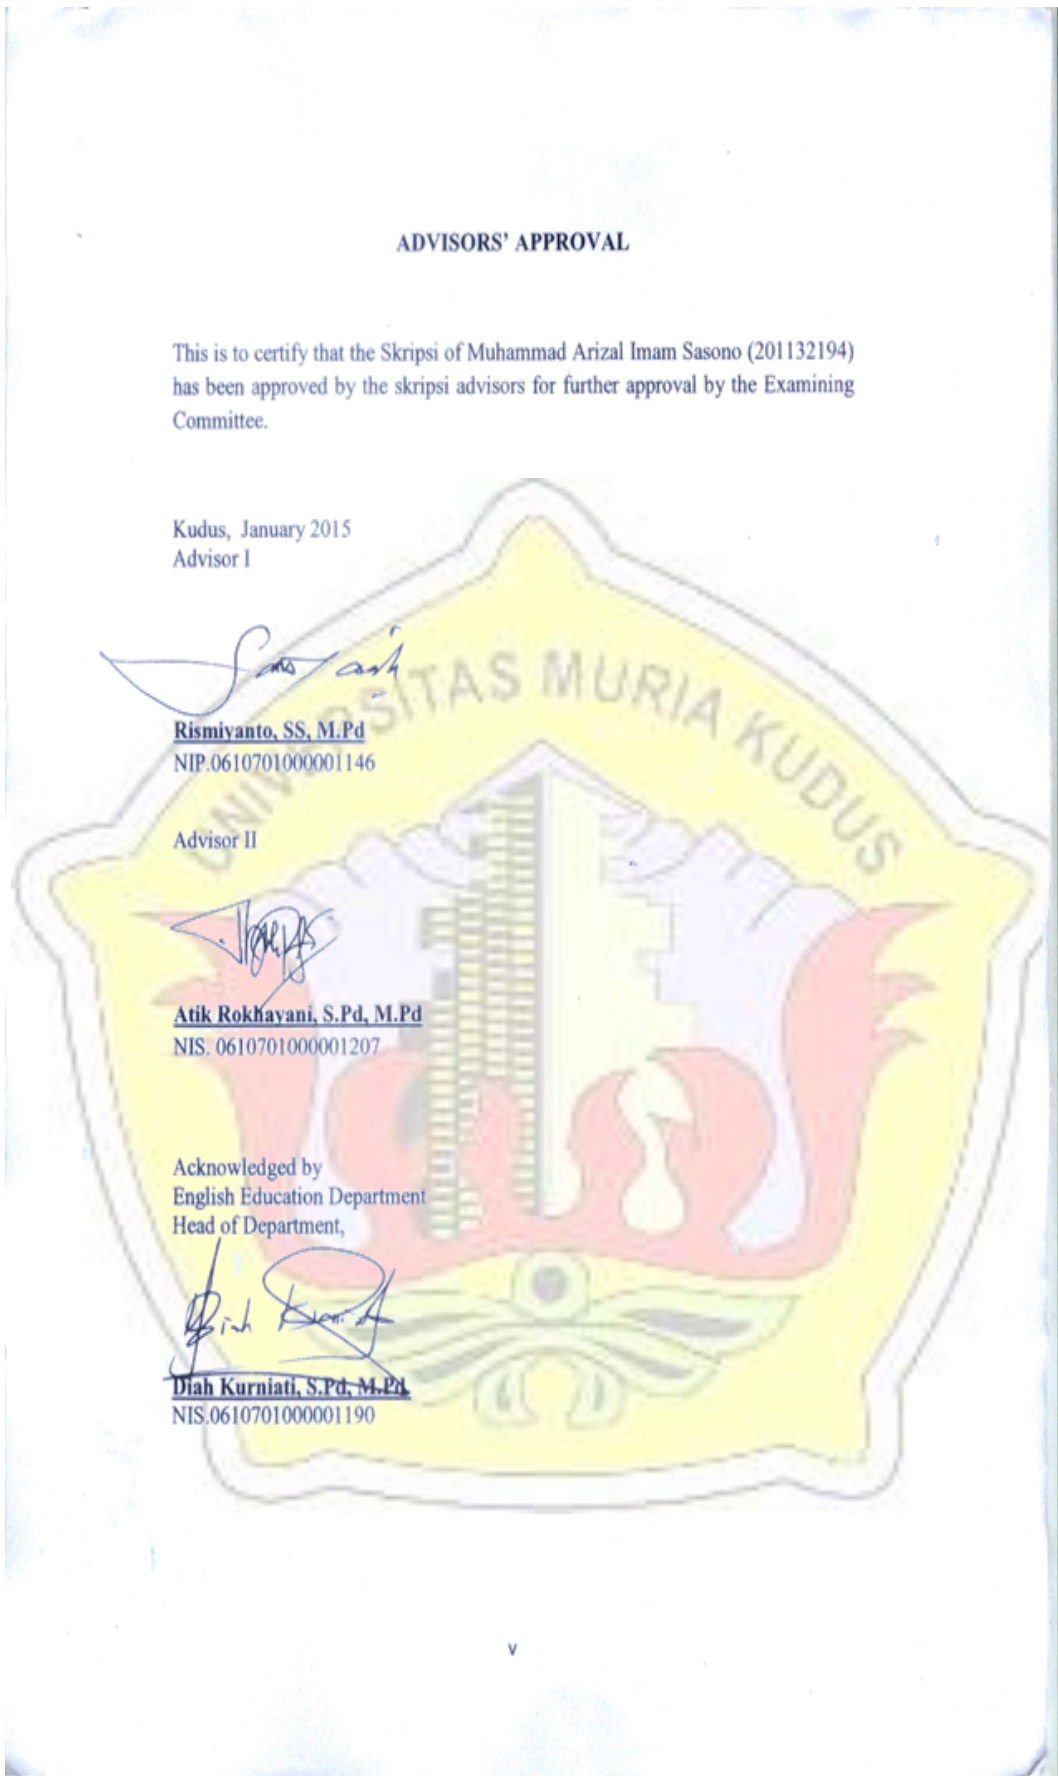 ADVISORS' APPROVAL
This is to certify that the Skripsi of Muhammad Arizal Imam Sasono (201132194)
has been approved by the skripsi advisors for further approval by the Examining
Committee.
Kudus, January 2015
Advisor I
UNIVERSITAS MURIA KUDUS
Rismiyanto, SS, M.Pd
NIP.0610701000001146
Advisor II
Atik Rokhayani, S.Pd, M.Pd
NIS. 0610701000001207
Acknowledged by
English Education Department
Head of Department,
Diah Kurniati, S.Pd, M.Pd.
NIS.0610701000001190
v